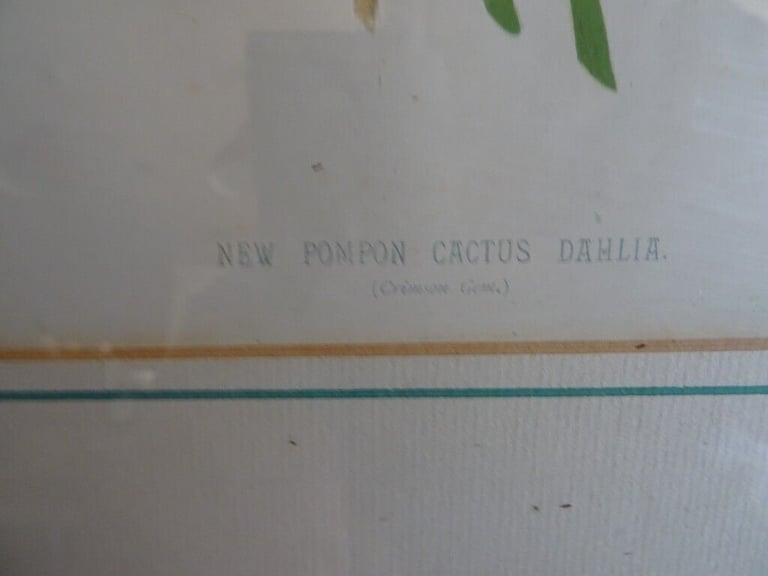 NEW POMPON CACTUS DAHLIA.
(Crimson Gem.)